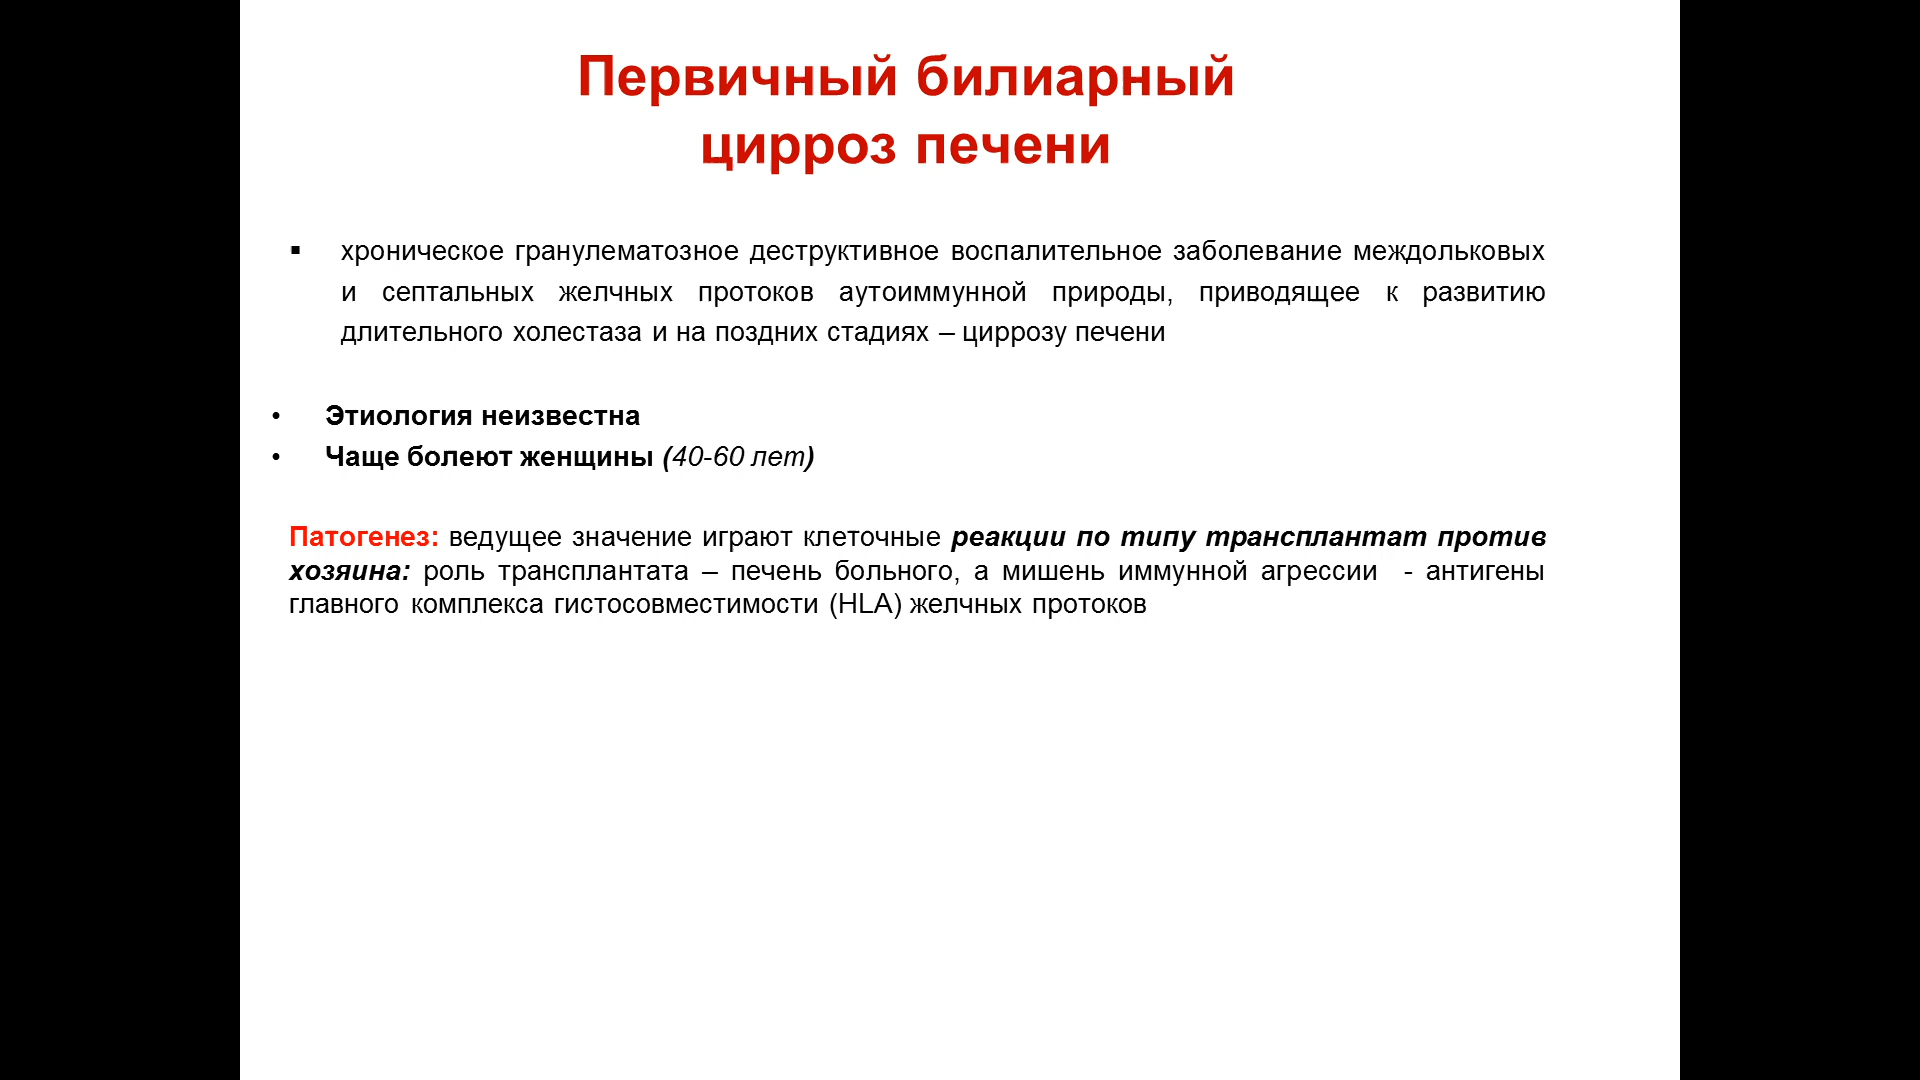 Первичный билиарный
цирроз печени
▪ хроническое гранулематозное деструктивное воспалительное заболевание междольковых
и септальных желчных протоков аутоиммунной природы, приводящее к развитию
длительного холестаза и на поздних стадиях – циррозу печени
• Этиология неизвестна
• Чаще болеют женщины (40-60 лет)
Патогенез: ведущее значение играют клеточные реакции по типу трансплантат против
хозяина: роль трансплантата – печень больного, а мишень иммунной агрессии - антигены
главного комплекса гистосовместимости (HLA) желчных протоков